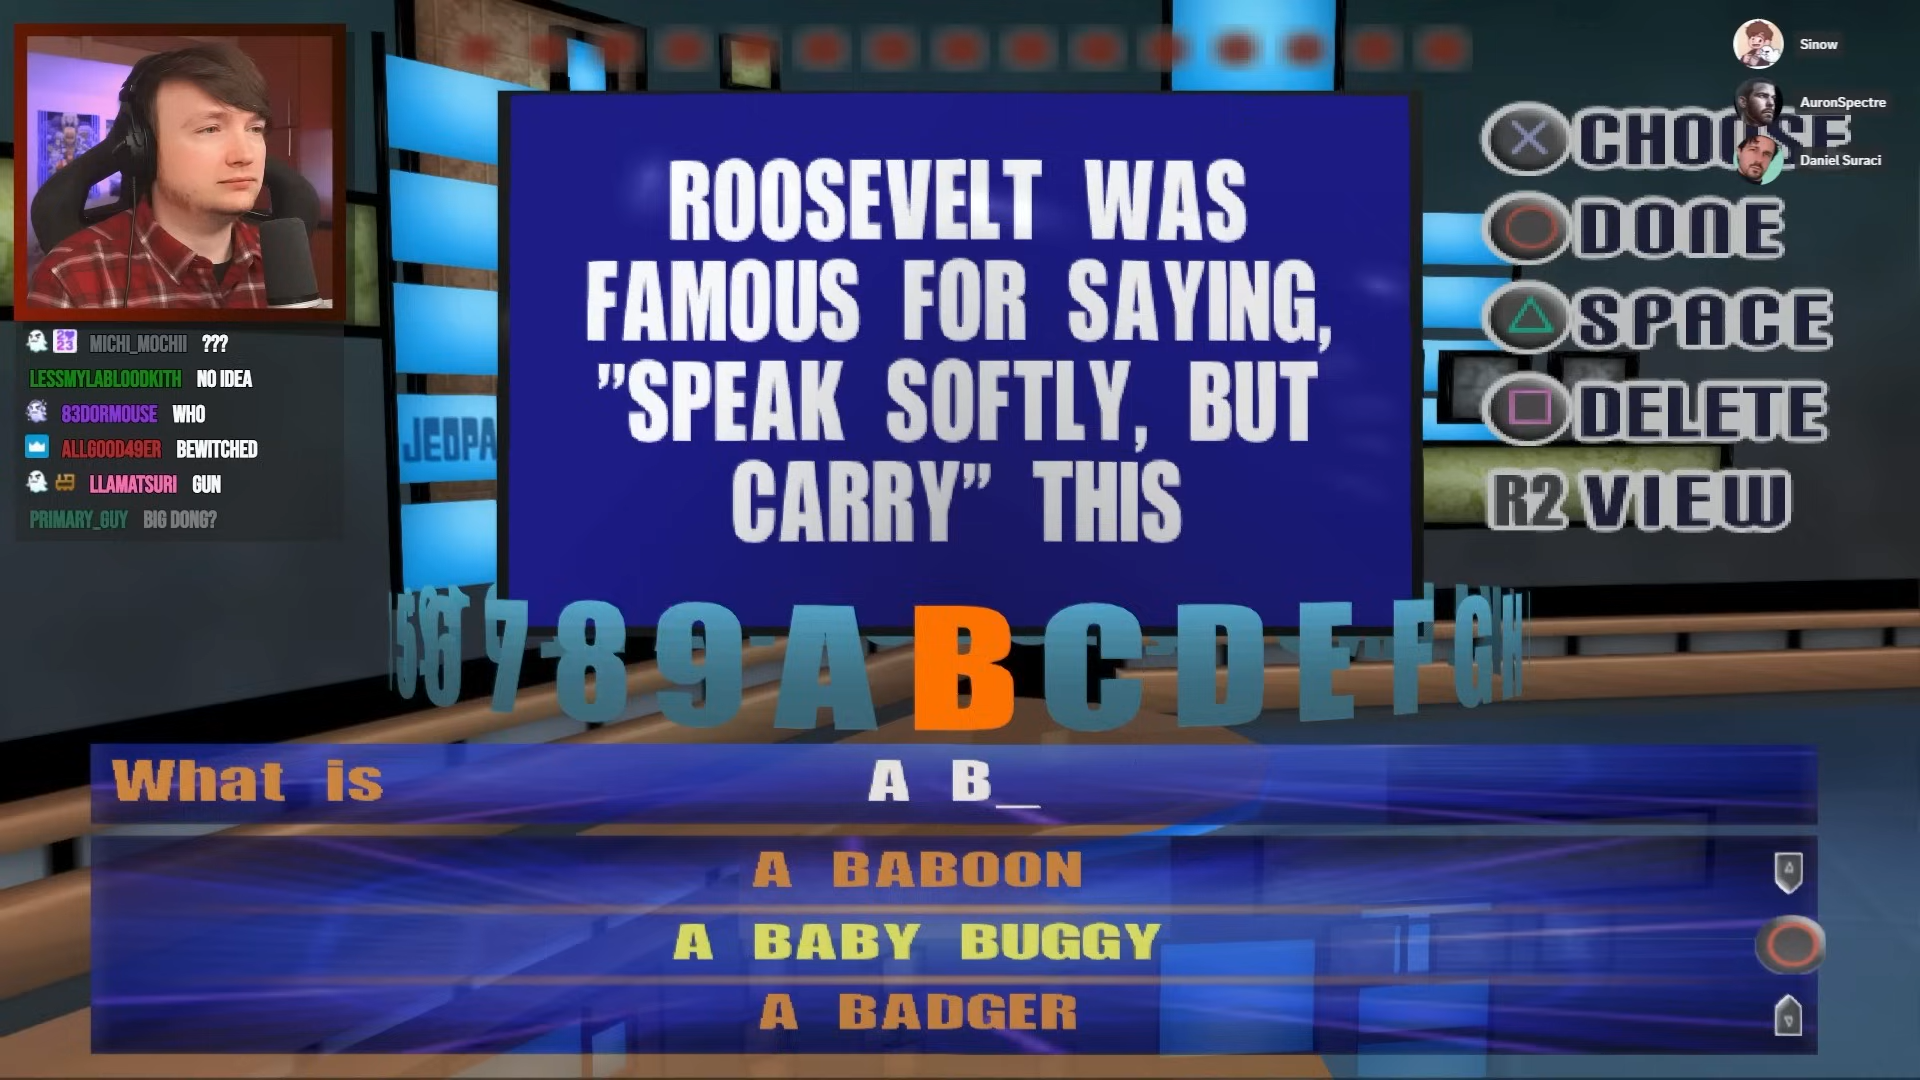 ROOSEVELT WAS
FAMOUS FOR SAYING,
"SPEAK SOFTLY, BUT
CARRY" THIS
Sinow
AuronSpectre
Daniel Suraci
DONE
SPACE
DELETE
R2 VIEW
MICHI_MOCHII ???
LESSMYLABLOODKITH NO IDEA
83DORMOUSE WHO
ALLGOOD49ER BEWITCHED
LLAMATSURI GUN
PRIMARY_GUY BIG DONG?
JEOPA
7 8 9 A B C D E F G H
What is A B_
A BABOON
A BABY BUGGY
A BADGER